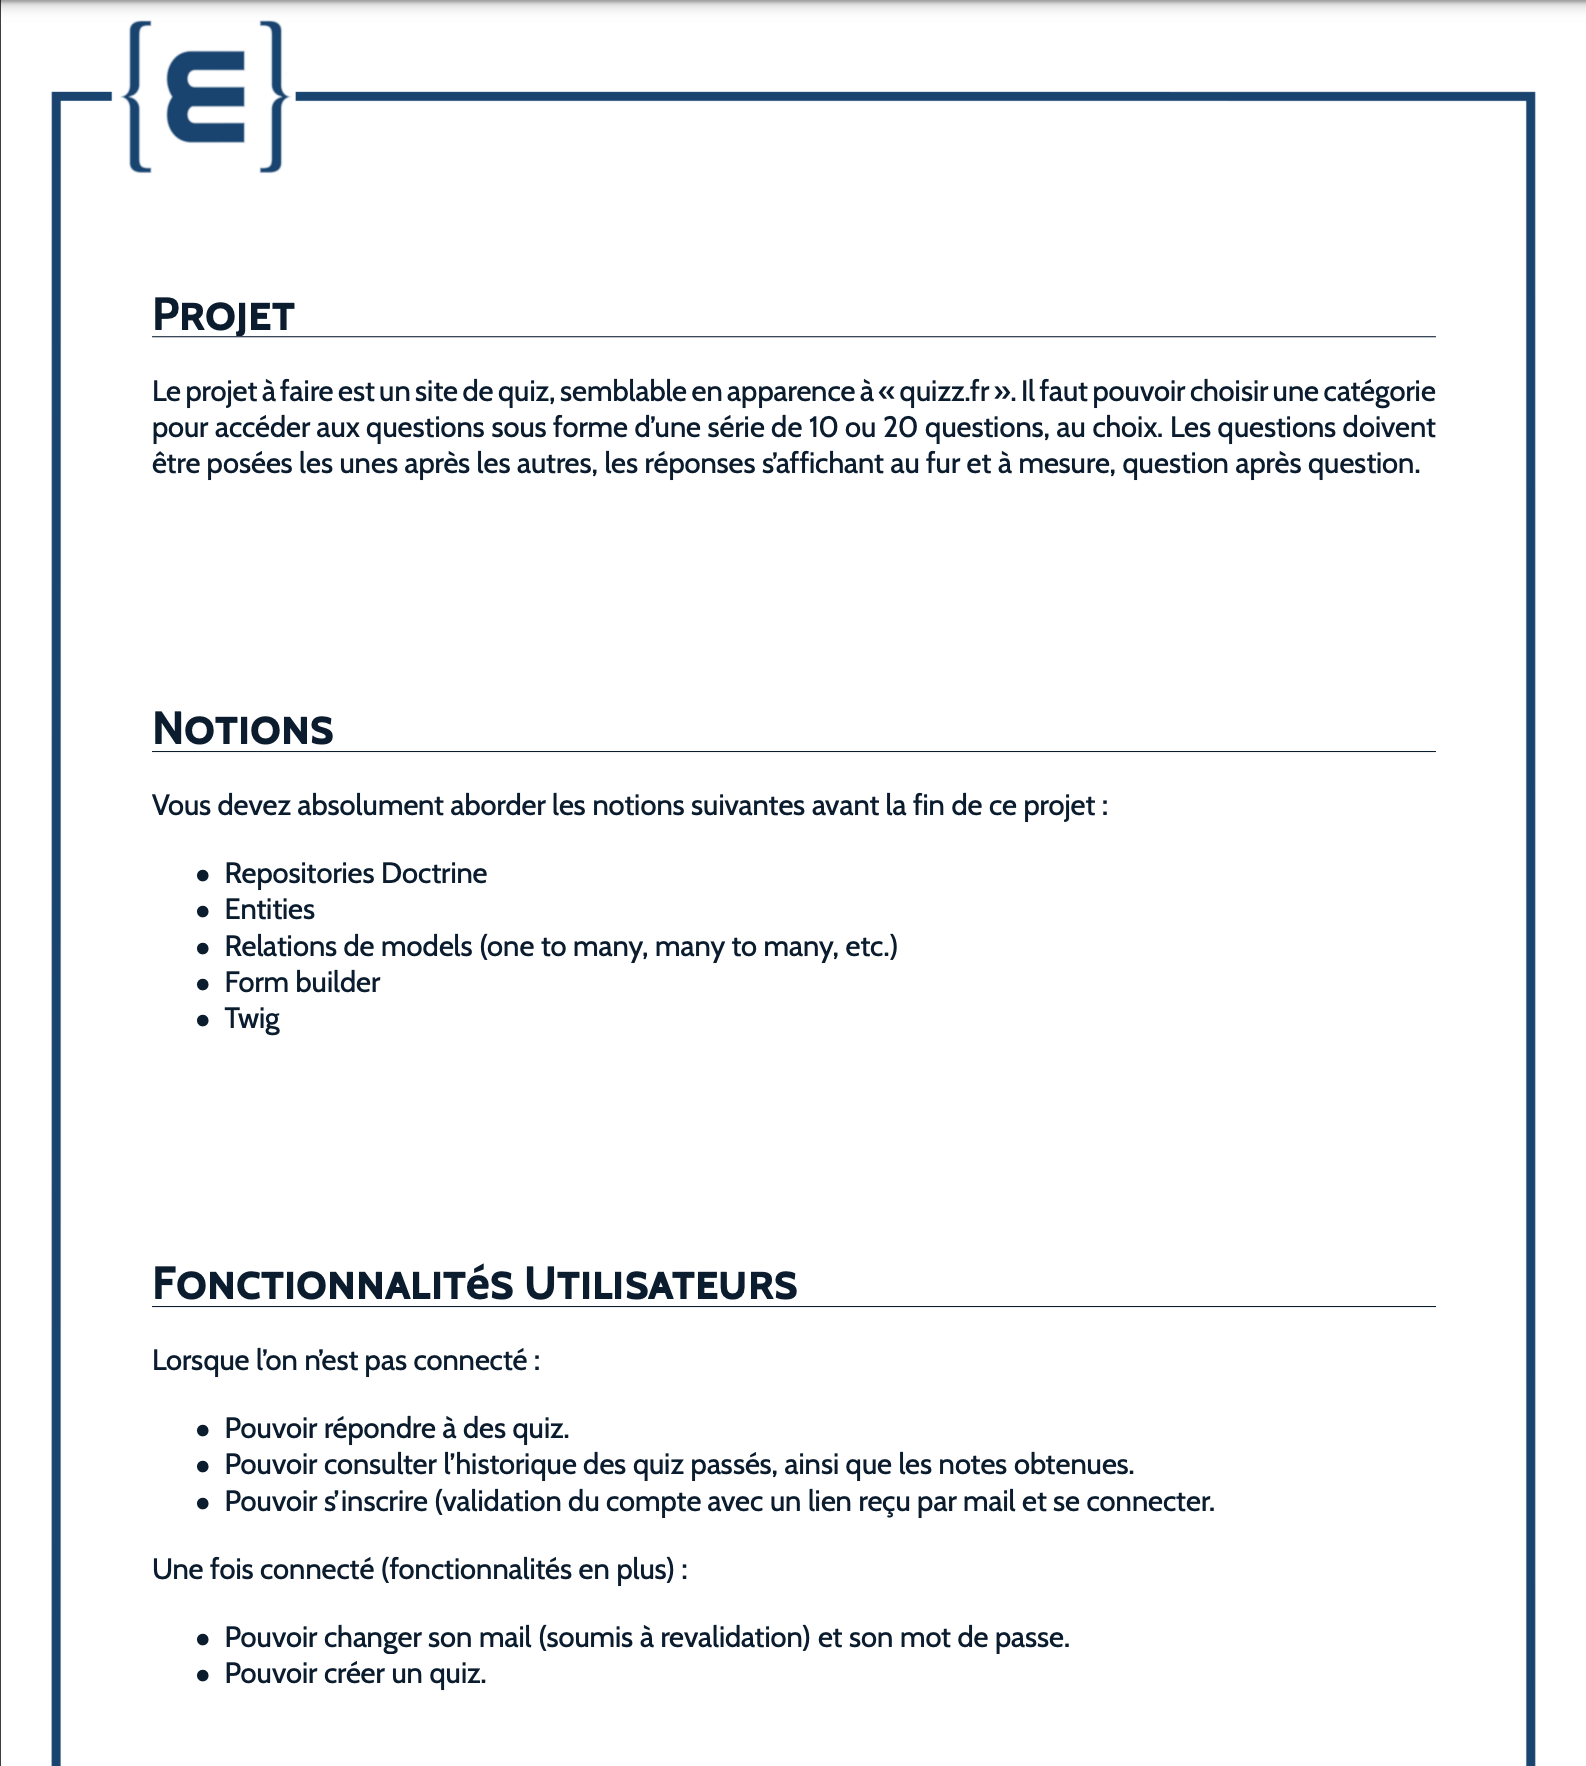 {E}
Projet
Le projet à faire est un site de quiz, semblable en apparence à « quizz.fr ». Il faut pouvoir choisir une catégorie
pour accéder aux questions sous forme d’une série de 10 ou 20 questions, au choix. Les questions doivent
être posées les unes après les autres, les réponses s’affichant au fur et à mesure, question après question.
Notions
Vous devez absolument aborder les notions suivantes avant la fin de ce projet :
● Repositories Doctrine
● Entities
● Relations de models (one to many, many to many, etc.)
● Form builder
● Twig
Fonctionnalités Utilisateurs
Lorsque l’on n’est pas connecté :
● Pouvoir répondre à des quiz.
● Pouvoir consulter l’historique des quiz passés, ainsi que les notes obtenues.
● Pouvoir s’inscrire (validation du compte avec un lien reçu par mail et se connecter.
Une fois connecté (fonctionnalités en plus) :
● Pouvoir changer son mail (soumis à revalidation) et son mot de passe.
● Pouvoir créer un quiz.